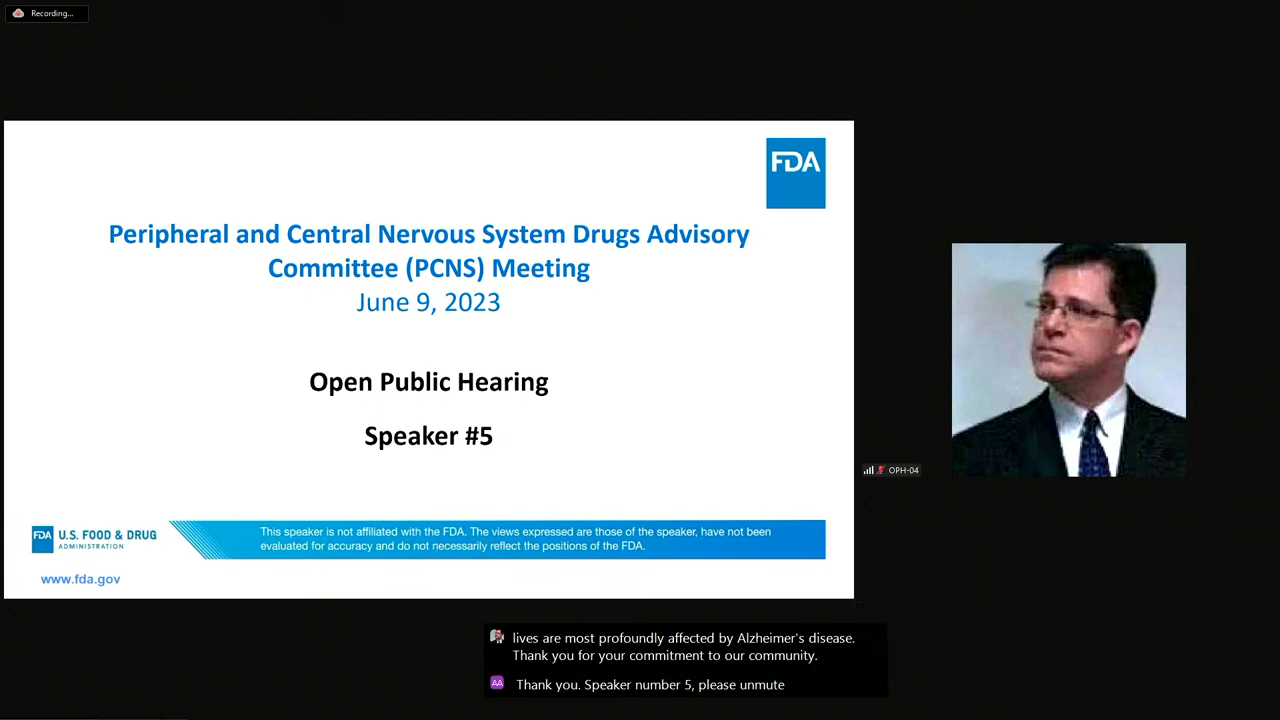 Recording...
FDA
Peripheral and Central Nervous System Drugs Advisory
Committee (PCNS) Meeting
June 9, 2023
Open Public Hearing
Speaker #5
FDA
U.S. FOOD & DRUG
ADMINISTRATION
This speaker is not affiliated with the FDA. The views expressed are those of the speaker, have not been
evaluated for accuracy and do not necessarily reflect the positions of the FDA.
www.fda.gov
OPH-04
lives are most profoundly affected by Alzheimer's disease.
Thank you for your commitment to our community.
AA
Thank you. Speaker number 5, please unmute